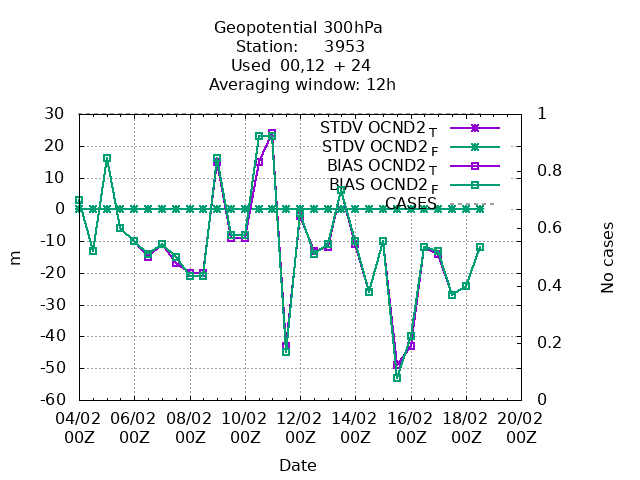 Geopotential 300hPa
Station: 3953
Used 00,12 + 24
Averaging window: 12h
30
20
10
0
-10
-20
-30
-40
-50
-60
m
1
0.8
0.6
0.4
0.2
0
No cases
STDV OCND2 T
STDV OCND2 F
BIAS OCND2 T
BIAS OCND2 F
CASES
04/02 06/02 08/02 10/02 12/02 14/02 16/02 18/02 20/02
00Z 00Z 00Z 00Z 00Z 00Z 00Z 00Z 00Z
Date